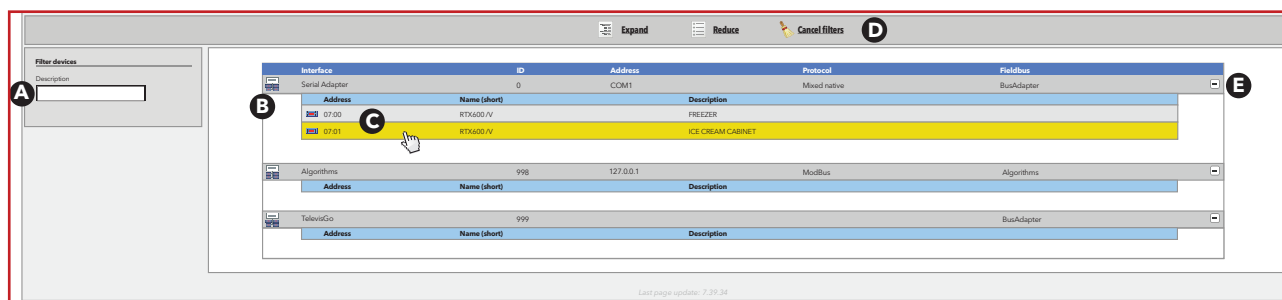 Expand Reduce Cancel filters D
Filter devices
Description
A
Interface ID Address Protocol Fieldbus
Serial Adapter 0 COM1 Mixed native BusAdapter E
B Address Name (short) Description
07:00 C RTX600 /V FREEZER
07:01 RTX600 /V ICE CREAM CABINET
Algorithms 998 127.0.0.1 ModBus Algorithms
Address Name (short) Description
TelevisGo 999 BusAdapter
Address Name (short) Description
Last page update: 7.39.34